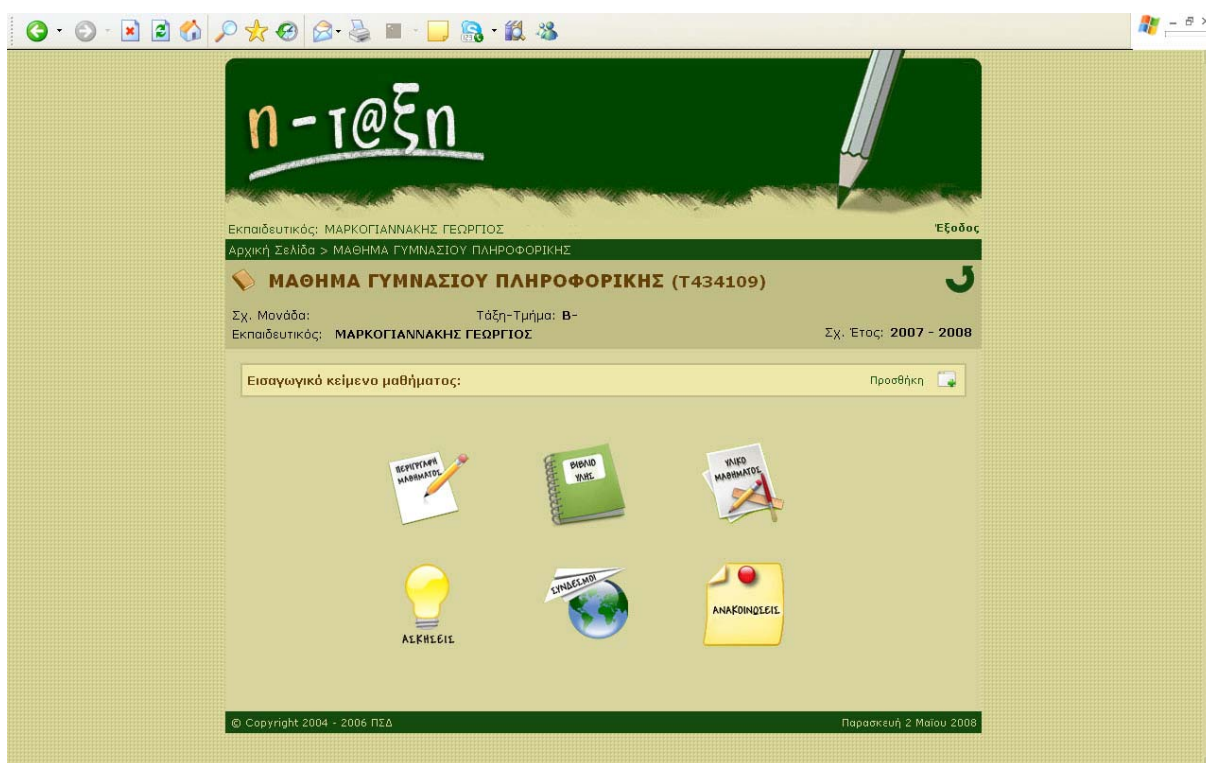 η-τ@ξη
Εκπαιδευτικός: ΜΑΡΚΟΓΙΑΝΝΑΚΗΣ ΓΕΩΡΓΙΟΣ Έξοδος
Αρχική Σελίδα > ΜΑΘΗΜΑ ΓΥΜΝΑΣΙΟΥ ΠΛΗΡΟΦΟΡΙΚΗΣ
ΜΑΘΗΜΑ ΓΥΜΝΑΣΙΟΥ ΠΛΗΡΟΦΟΡΙΚΗΣ (T434109)
Σχ. Μονάδα: Τάξη-Τμήμα: Β-
Εκπαιδευτικός: ΜΑΡΚΟΓΙΑΝΝΑΚΗΣ ΓΕΩΡΓΙΟΣ Σχ. Έτος: 2007 - 2008
Εισαγωγικό κείμενο μαθήματος: Προσθήκη
ΠΕΡΙΓΡΑΦΗ
ΜΑΘΗΜΑΤΟΣ
ΒΙΒΛΙΟ
ΥΛΗΣ
ΥΛΙΚΟ
ΜΑΘΗΜΑΤΟΣ
ΑΣΚΗΣΕΙΣ
ΣΥΝΔΕΣΜΟΙ
ΑΝΑΚΟΙΝΩΣΕΙΣ
© Copyright 2004 - 2006 ΠΣΔ Παρασκευή 2 Μαΐου 2008